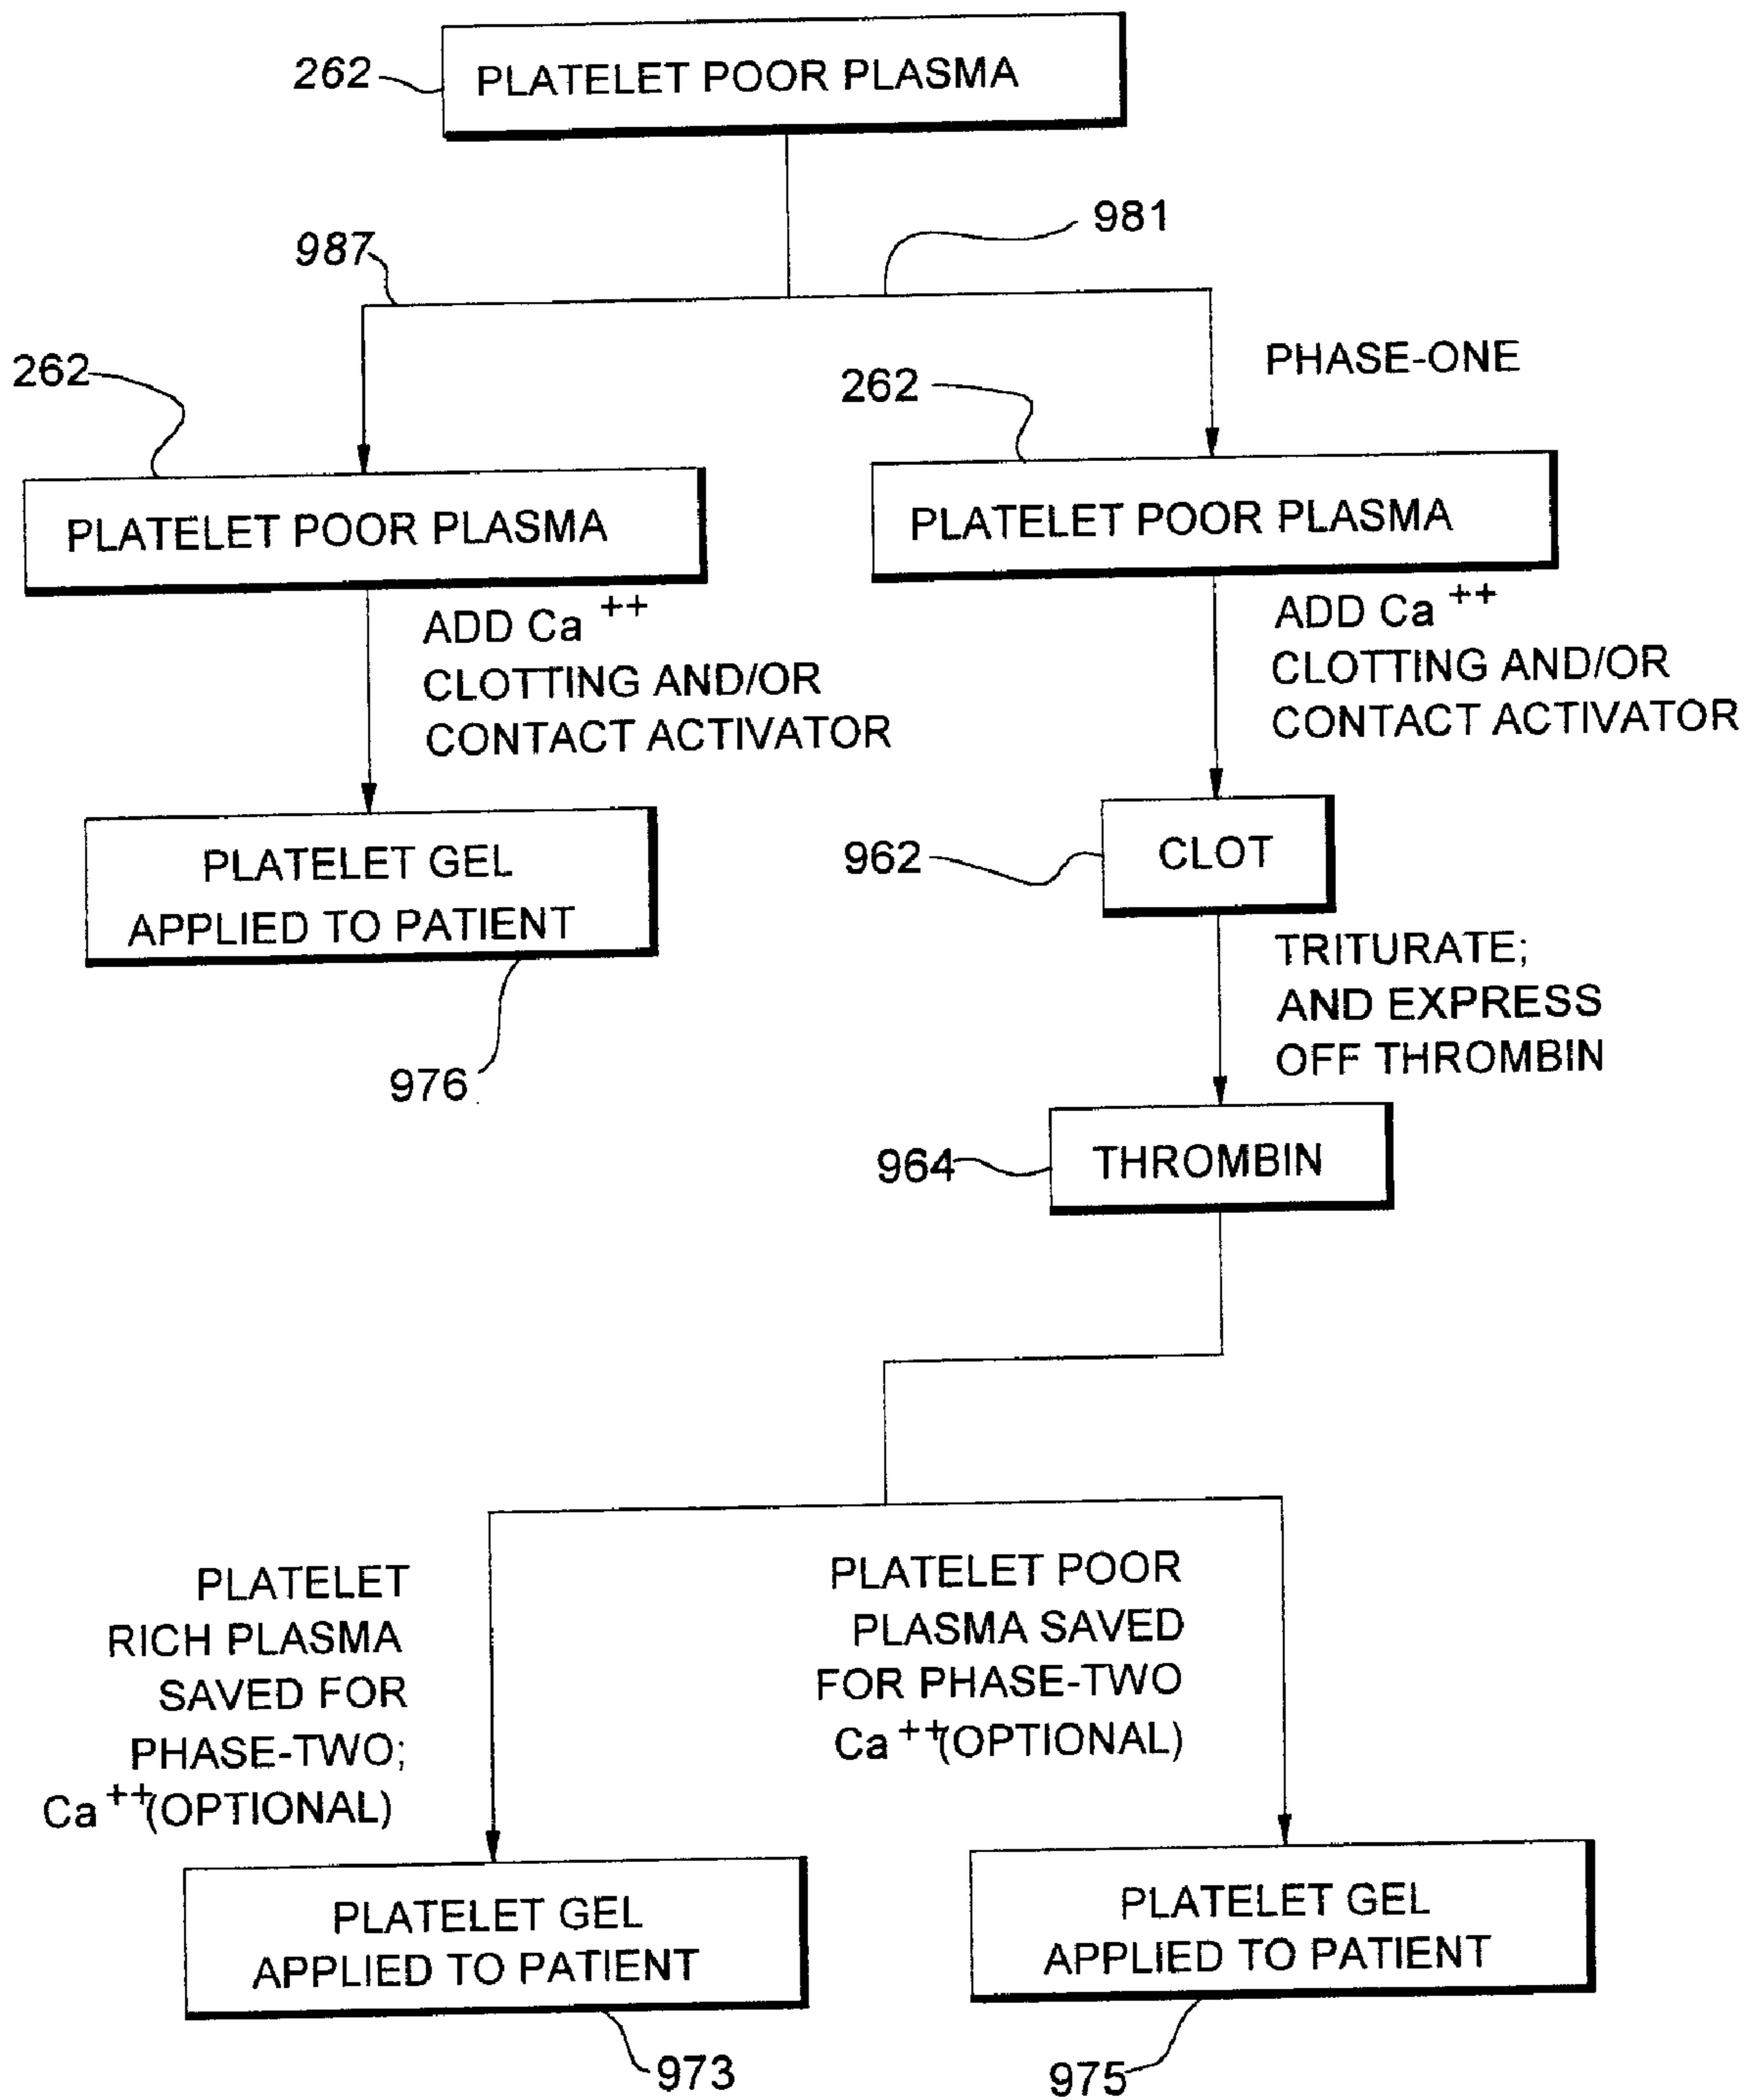 262
PLATELET POOR PLASMA
987
981
PHASE-ONE
262
PLATELET POOR PLASMA
262
PLATELET POOR PLASMA
ADD Ca ++
CLOTTING AND/OR
CONTACT ACTIVATOR
ADD Ca ++
CLOTTING AND/OR
CONTACT ACTIVATOR
PLATELET GEL
APPLIED TO PATIENT
976
962
CLOT
TRITURATE;
AND EXPRESS
OFF THROMBIN
964
THROMBIN
PLATELET
RICH PLASMA
SAVED FOR
PHASE-TWO;
Ca ++(OPTIONAL)
PLATELET POOR
PLASMA SAVED
FOR PHASE-TWO
Ca ++(OPTIONAL)
PLATELET GEL
APPLIED TO PATIENT
973
PLATELET GEL
APPLIED TO PATIENT
975